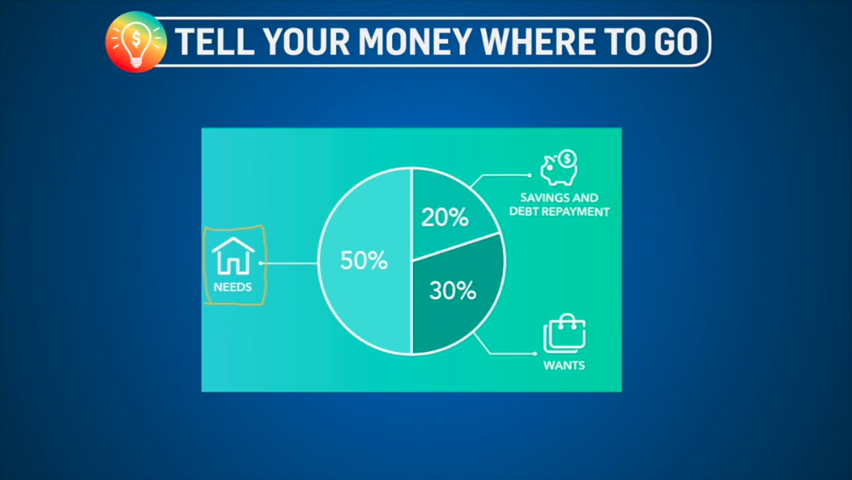 $ TELL YOUR MONEY WHERE TO GO
$
SAVINGS AND
DEBT REPAYMENT
20%
50%
NEEDS
30%
WANTS